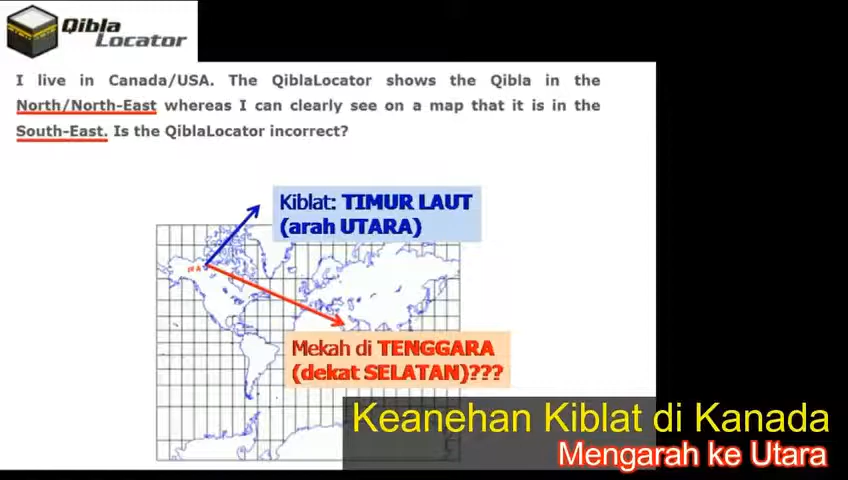 Qibla
Locator
I live in Canada/USA. The QiblaLocator shows the Qibla in the
North/North-East whereas I can clearly see on a map that it is in the
South-East. Is the QiblaLocator incorrect?
Kiblat: TIMUR LAUT
(arah UTARA)
Mekah di TENGGARA
(dekat SELATAN)???
Keanehan Kiblat di Kanada
Mengarah ke Utara